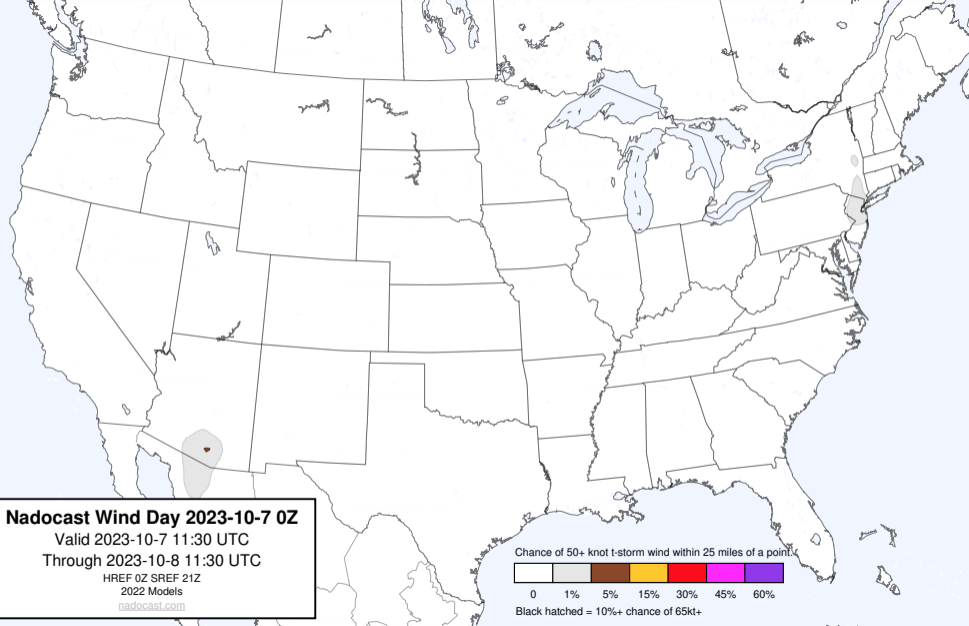 Nadocast Wind Day 2023-10-7 0Z
Valid 2023-10-7 11:30 UTC
Through 2023-10-8 11:30 UTC
HREF 0Z SREF 21Z
2022 Models
nadocast.com
Chance of 50+ knot t-storm wind within 25 miles of a point.
0 1% 5% 15% 30% 45% 60%
Black hatched = 10%+ chance of 65kt+